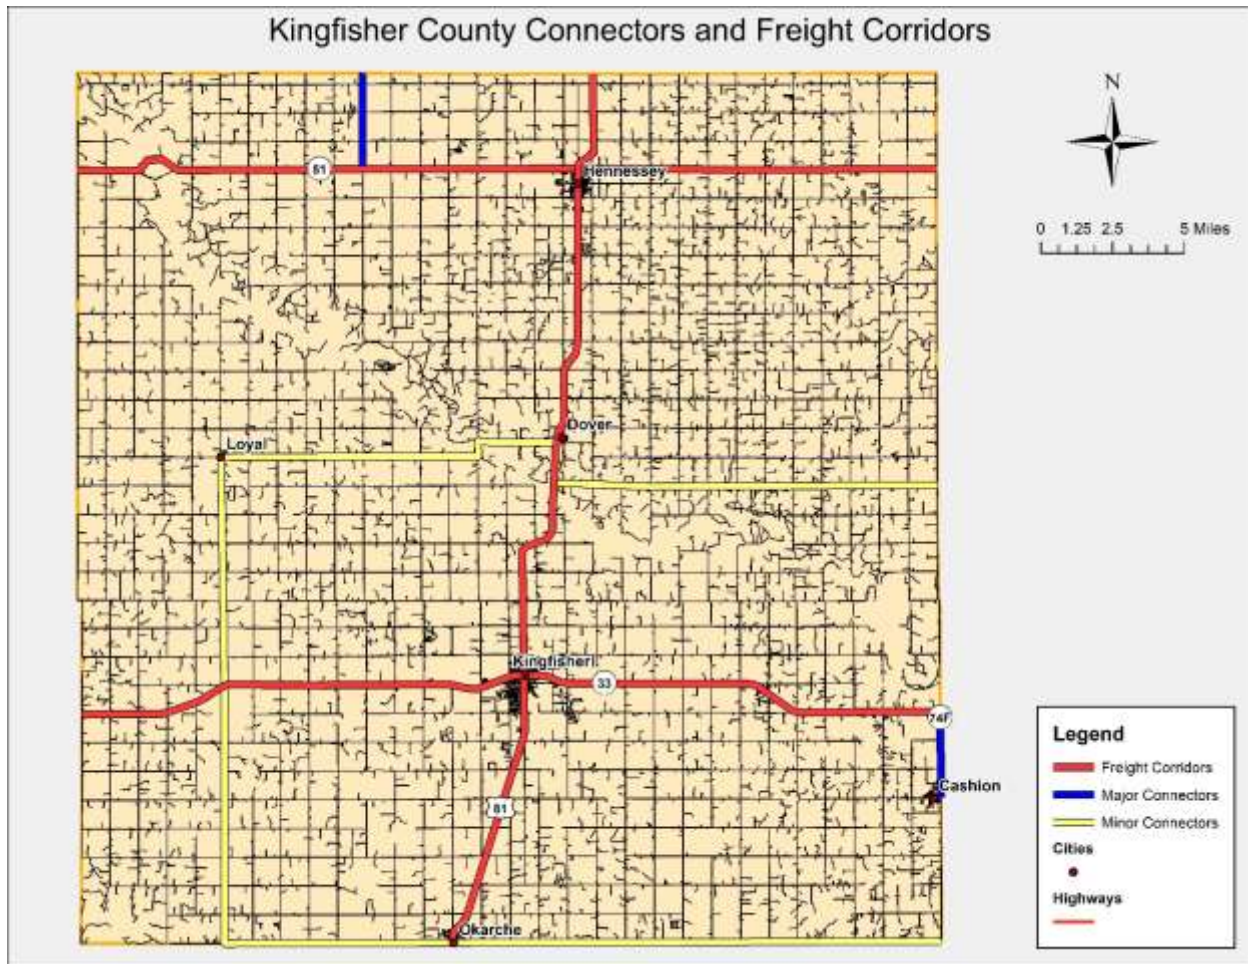 Kingfisher County Connectors and Freight Corridors
N
0 1.25 2.5 5 Miles
51
Hennessey
Dover
Loyal
Kingfisher
33
74F
Cashion
81
Okarche
Legend
Freight Corridors
Major Connectors
Minor Connectors
Cities
Highways